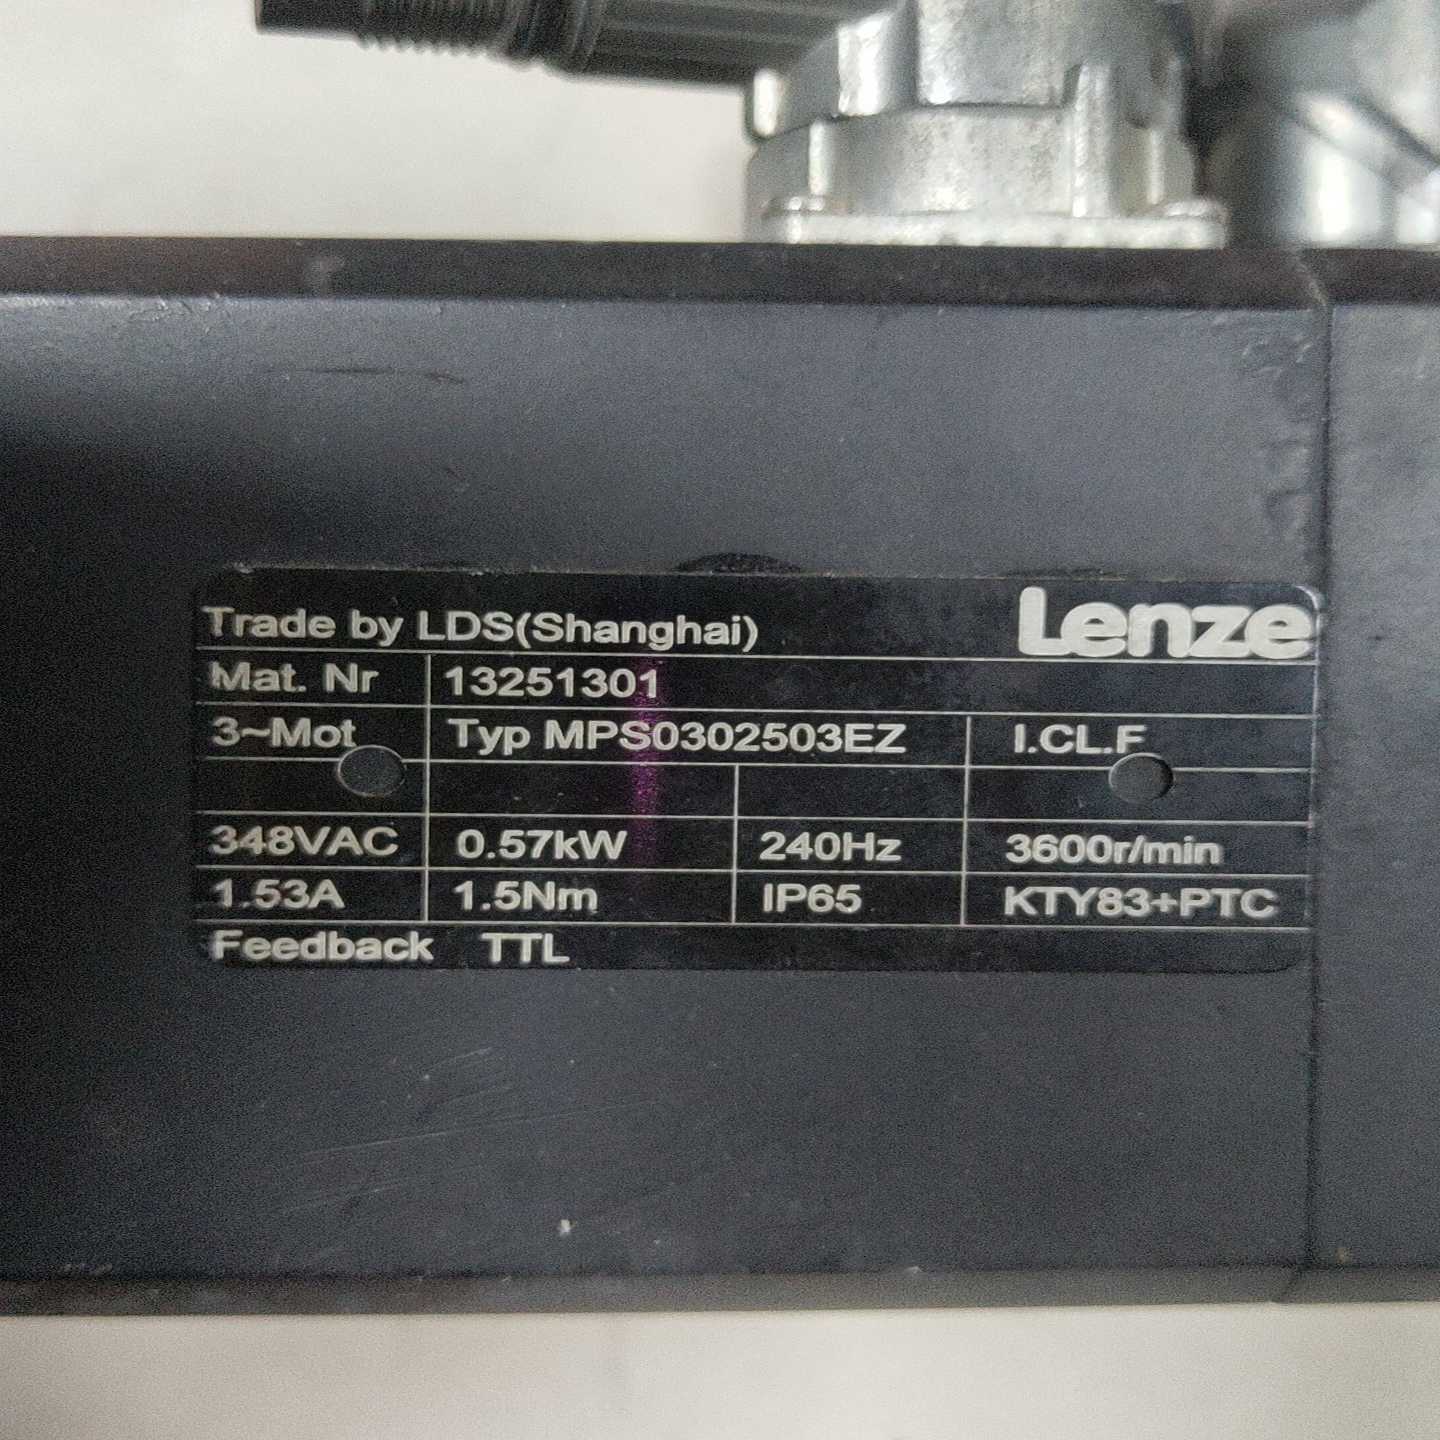 Trade by LDS(Shanghai) Lenze
Mat. Nr 13251301
3~Mot Typ MPS0302503EZ I.CL.F
348VAC 0.57kW 240Hz 3600r/min
1.53A 1.5Nm IP65 KTY83+PTC
Feedback TTL